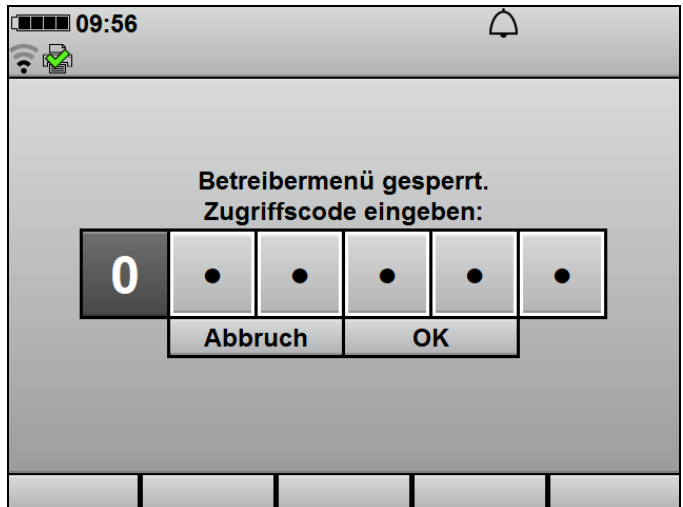 09:56
Betreibermenü gesperrt.
Zugriffscode eingeben:
0 • • • • •
Abbruch OK